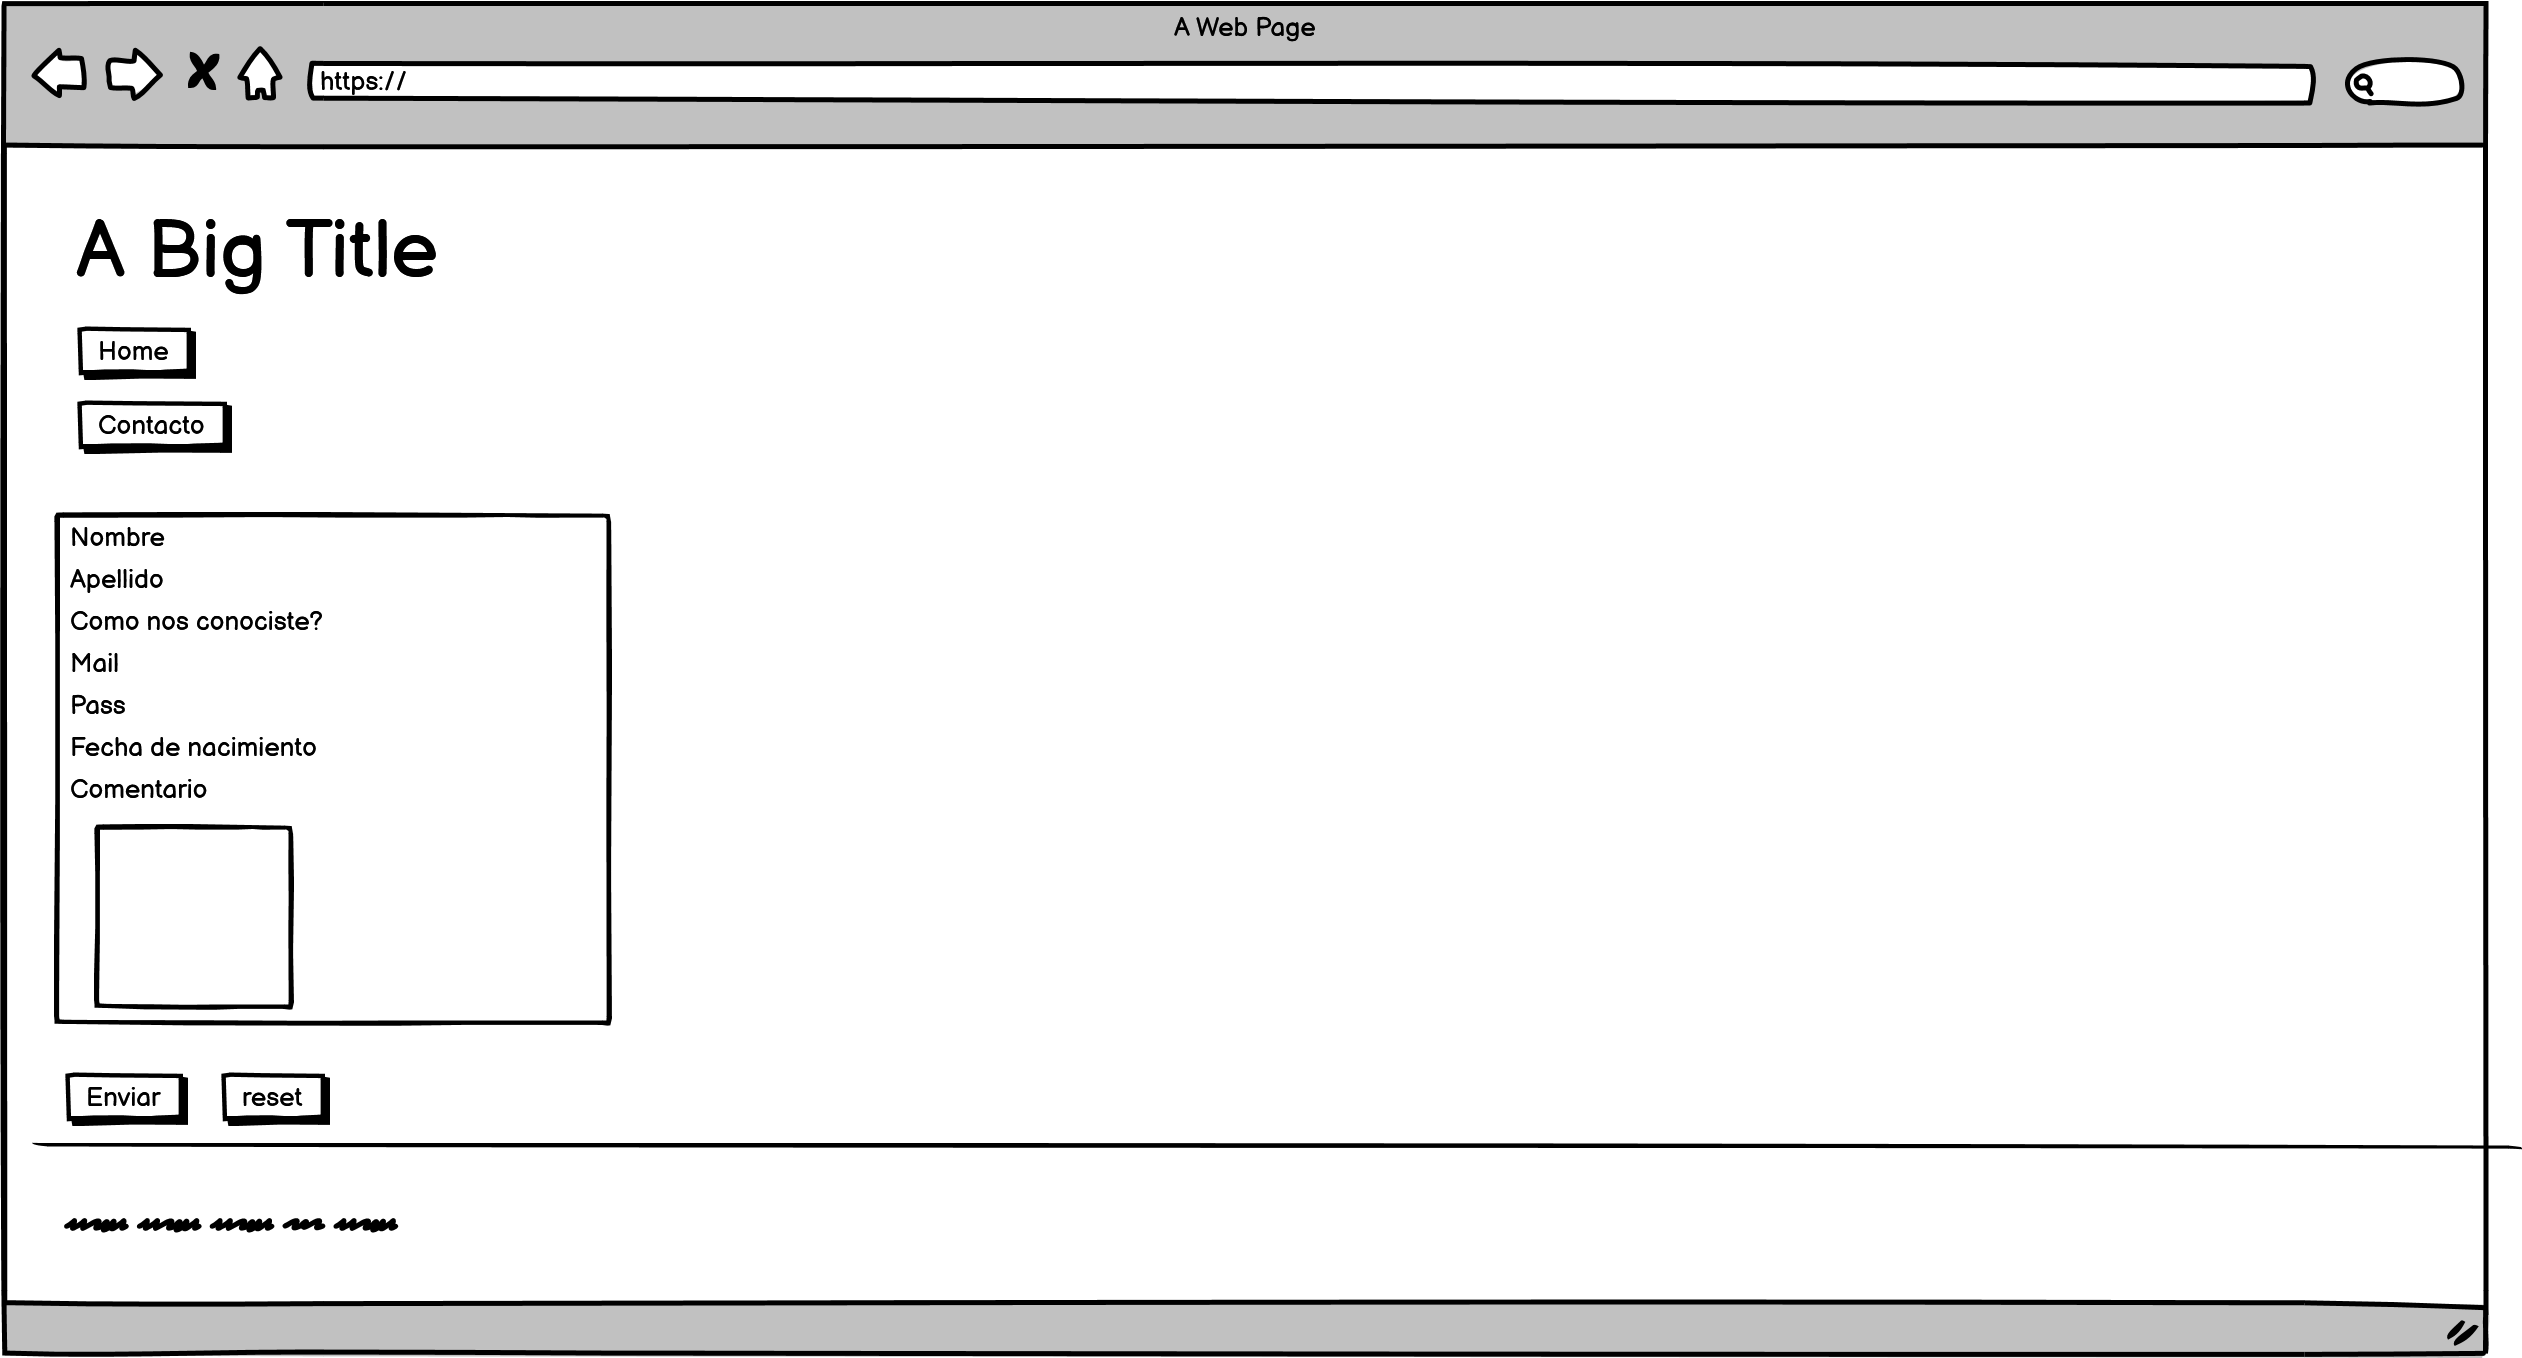 A Web Page
https://
A Big Title
Home
Contacto
Nombre
Apellido
Como nos conociste?
Mail
Pass
Fecha de nacimiento
Comentario
Enviar reset